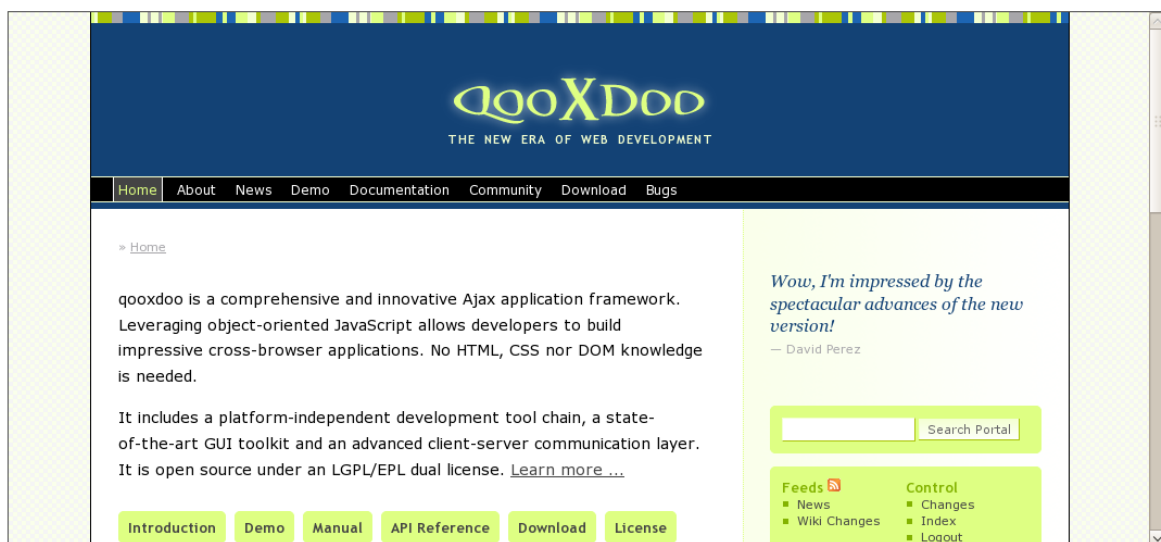 QOOXDOO
THE NEW ERA OF WEB DEVELOPMENT
Home About News Demo Documentation Community Download Bugs
» Home
qooxdoo is a comprehensive and innovative Ajax application framework.
Leveraging object-oriented JavaScript allows developers to build
impressive cross-browser applications. No HTML, CSS nor DOM knowledge
is needed.
It includes a platform-independent development tool chain, a state-
of-the-art GUI toolkit and an advanced client-server communication layer.
It is open source under an LGPL/EPL dual license. Learn more ...
Introduction Demo Manual API Reference Download License
Wow, I'm impressed by the
spectacular advances of the new
version!
— David Perez
Search Portal
Feeds
News
Wiki Changes
Control
Changes
Index
Logout